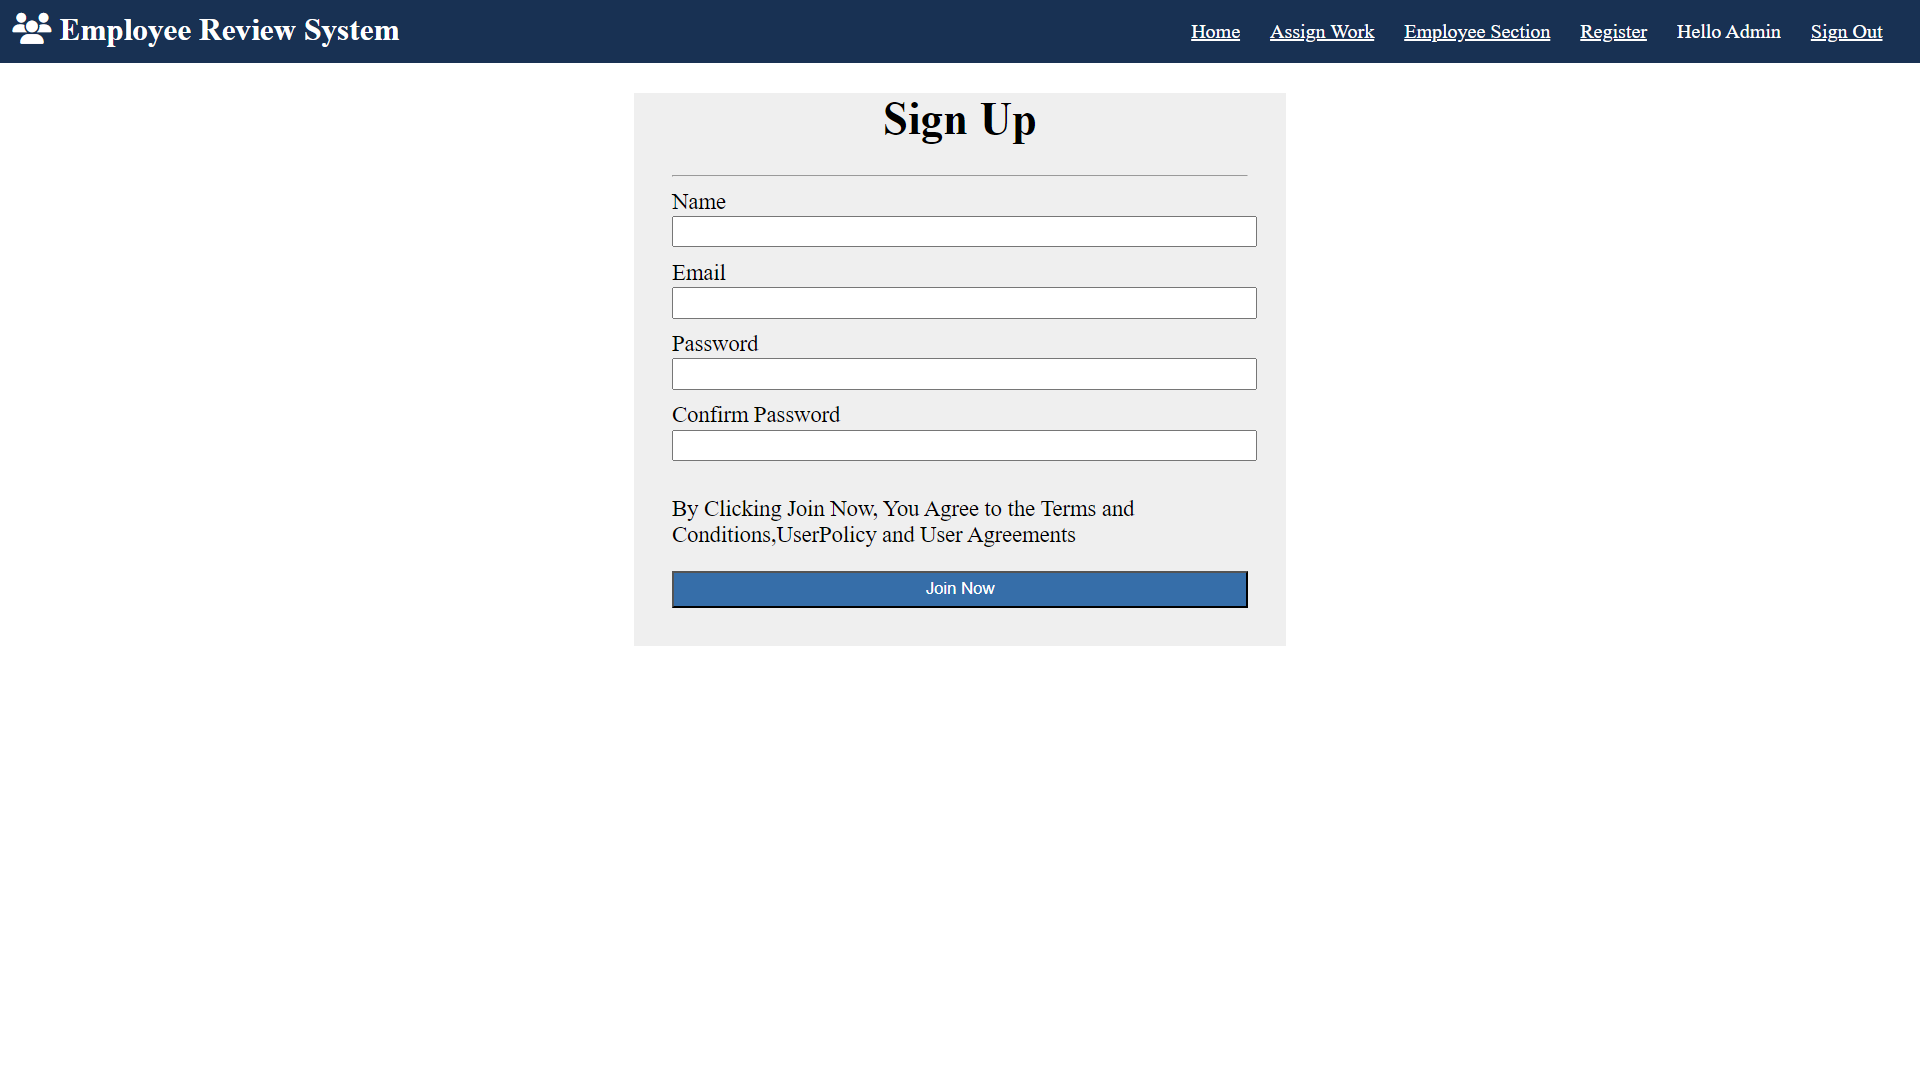 Employee Review System
Home Assign Work Employee Section Register Hello Admin Sign Out
Sign Up
Name
Email
Password
Confirm Password
By Clicking Join Now, You Agree to the Terms and
Conditions,UserPolicy and User Agreements
Join Now